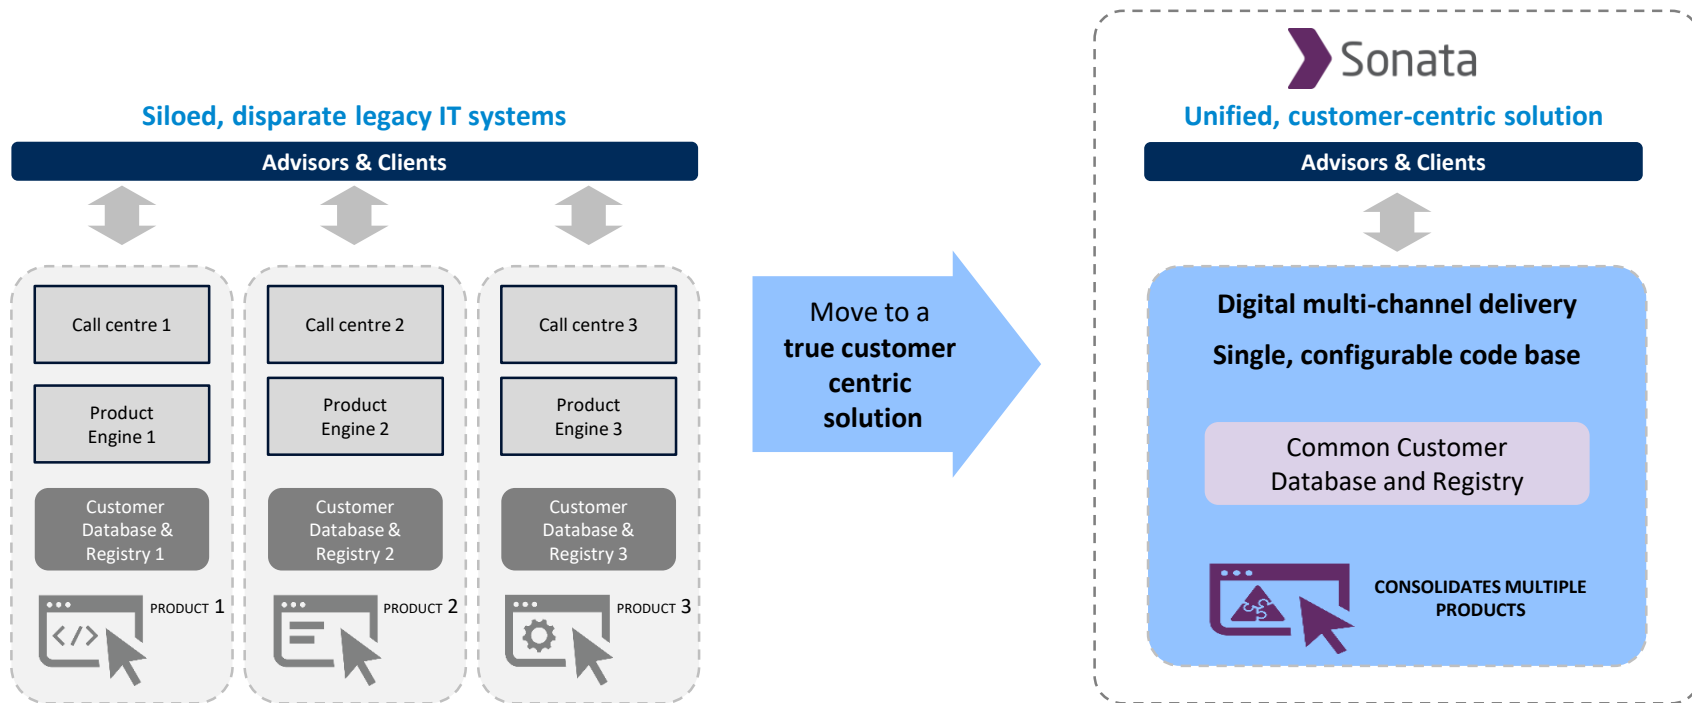 Siloed, disparate legacy IT systems
Advisors & Clients
Call centre 1
Product
Engine 1
Customer
Database &
Registry 1
PRODUCT 1
Call centre 2
Product
Engine 2
Customer
Database &
Registry 2
PRODUCT 2
Call centre 3
Product
Engine 3
Customer
Database &
Registry 3
PRODUCT 3
Move to a
true customer
centric
solution
Sonata
Unified, customer-centric solution
Advisors & Clients
Digital multi-channel delivery
Single, configurable code base
Common Customer
Database and Registry
CONSOLIDATES MULTIPLE
PRODUCTS